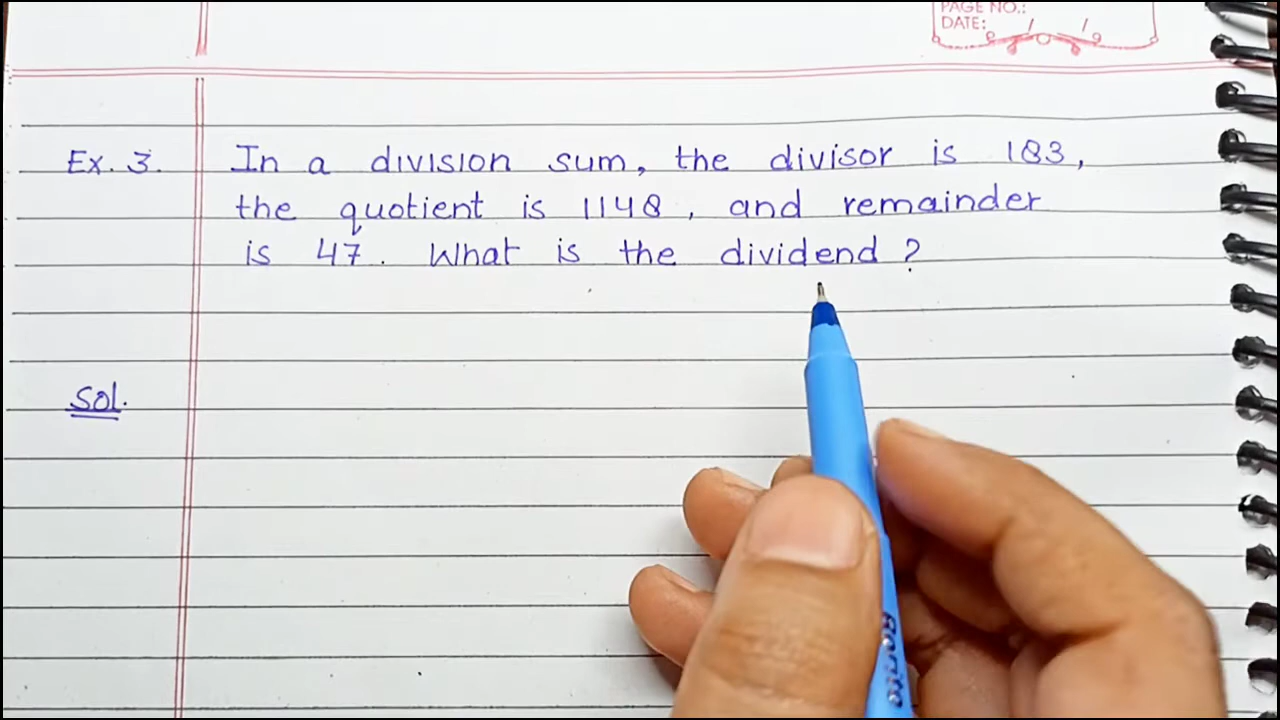 PAGE NO.:
DATE: / /
Ex. 3. In a division sum, the divisor is 183,
the quotient is 1148, and remainder
is 47. What is the dividend ?
Sol.